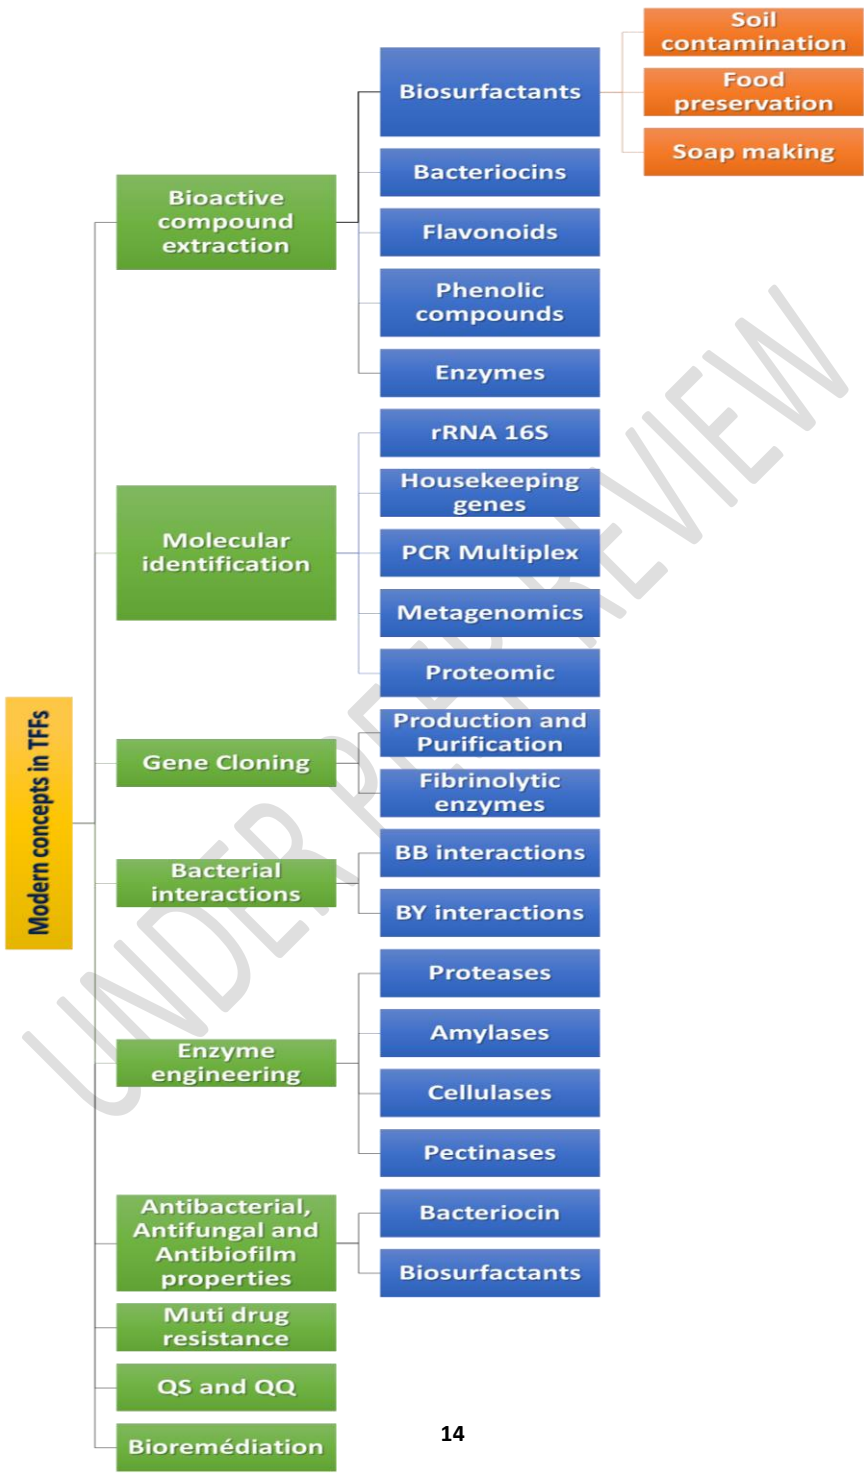 Modern concepts in TFFs
Bioactive
compound
extraction
Biosurfactants
Soil
contamination
Food
preservation
Soap making
Bacteriocins
Flavonoids
Phenolic
compounds
Enzymes
Molecular
identification
rRNA 16S
Housekeeping
genes
PCR Multiplex
Metagenomics
Proteomic
Gene Cloning
Production and
Purification
Fibrinolytic
enzymes
Bacterial
interactions
BB interactions
BY interactions
Enzyme
engineering
Proteases
Amylases
Cellulases
Pectinases
Antibacterial,
Antifungal and
Antibiofilm
properties
Bacteriocin
Biosurfactants
Muti drug
resistance
QS and QQ
Bioremédiation
14
UNDER PEER REVIEW